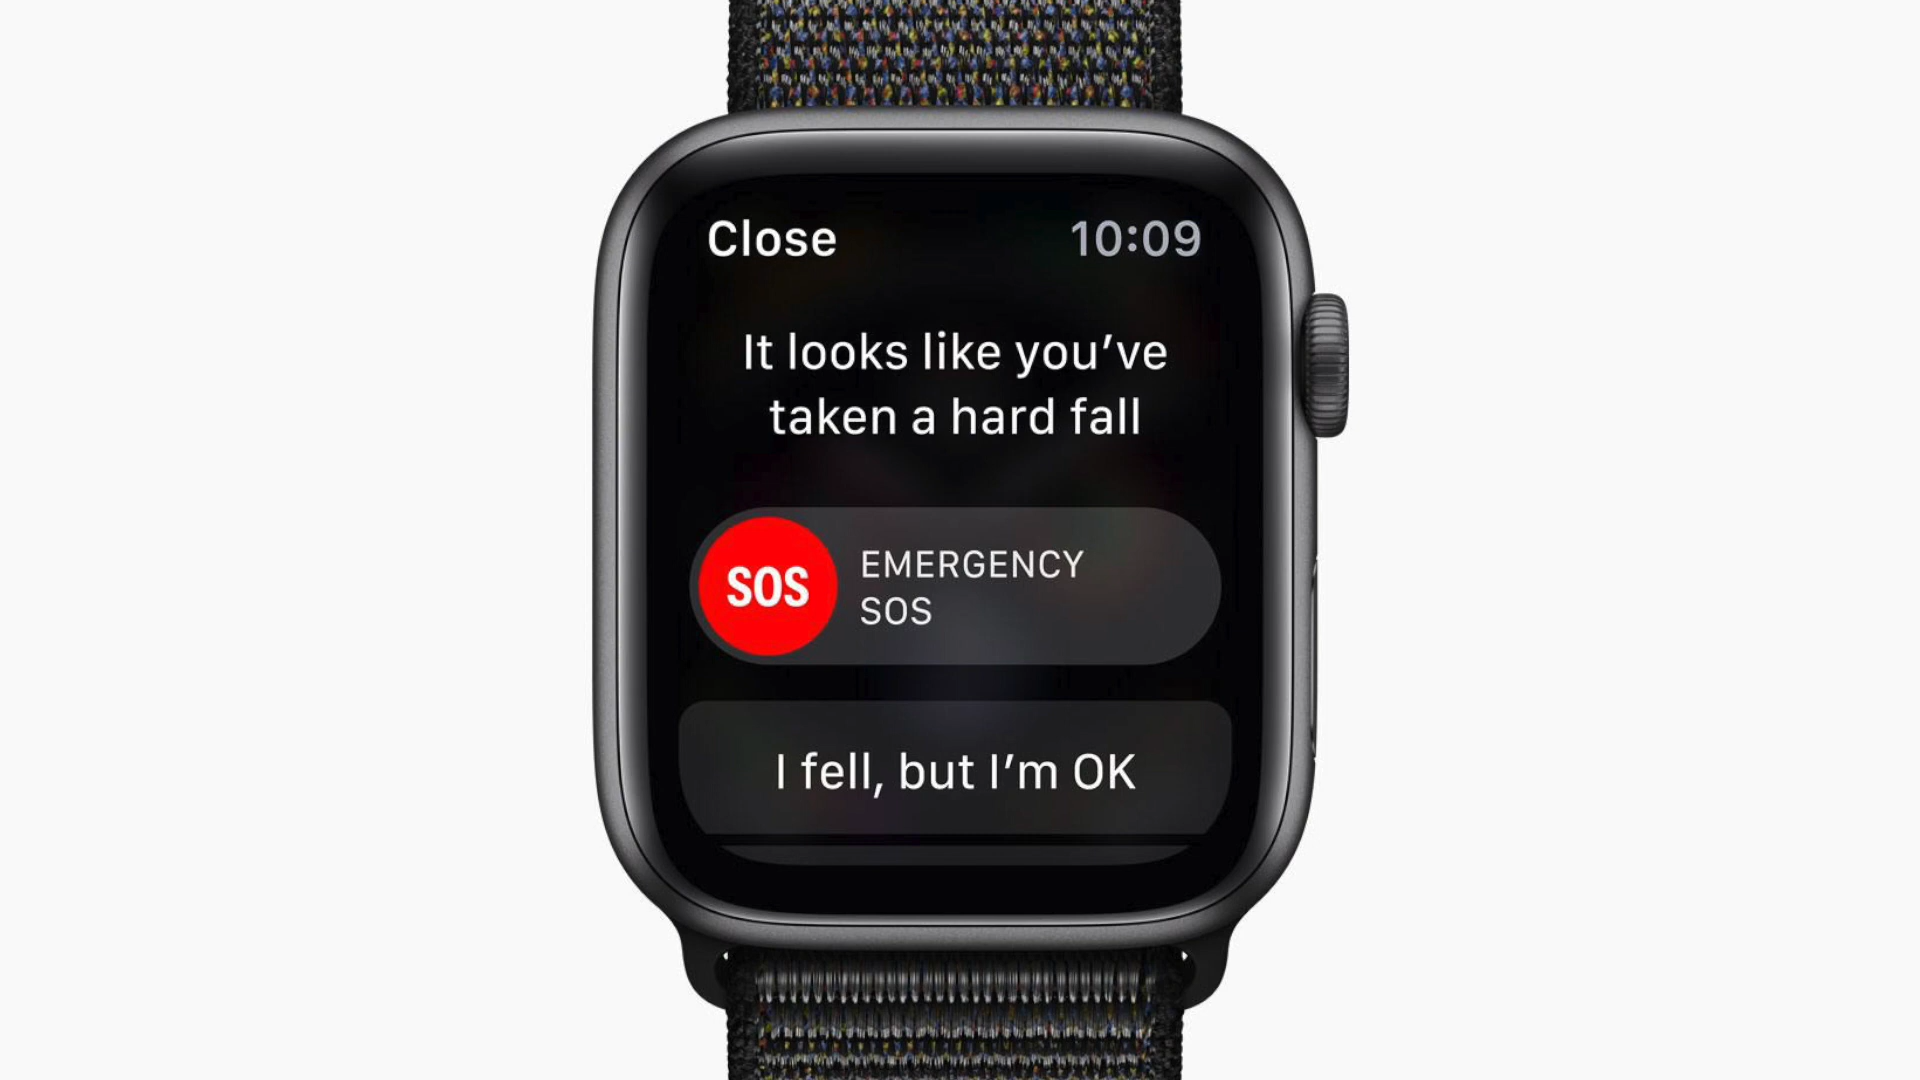 Close
10:09
It looks like you’ve
taken a hard fall
SOS
EMERGENCY
SOS
I fell, but I’m OK